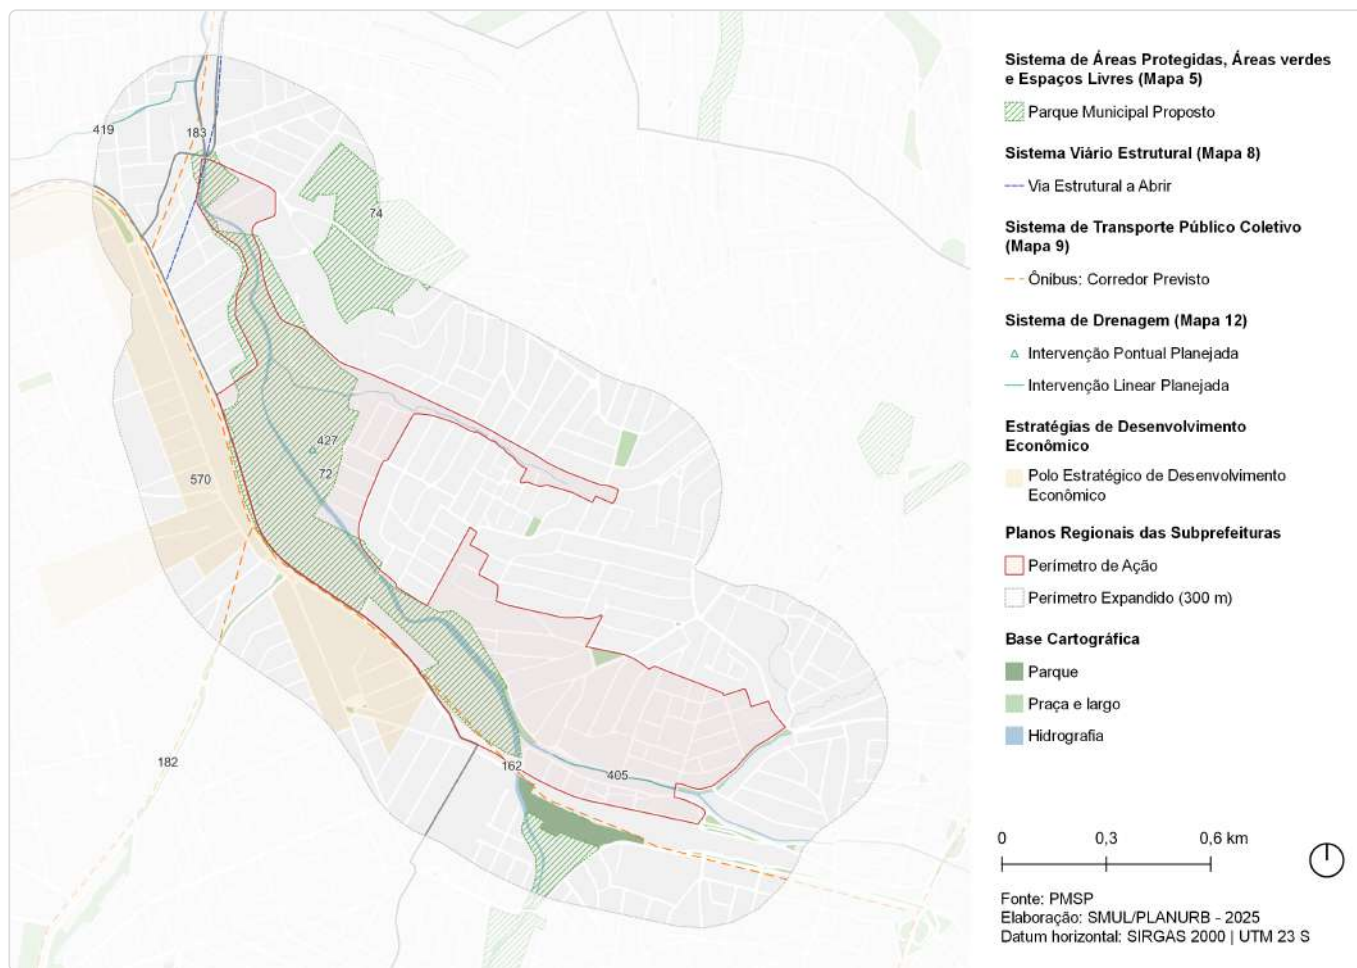 419
183
74
427
72
570
182
162
405
Sistema de Áreas Protegidas, Áreas verdes
e Espaços Livres (Mapa 5)
Parque Municipal Proposto
Sistema Viário Estrutural (Mapa 8)
Via Estrutural a Abrir
Sistema de Transporte Público Coletivo
(Mapa 9)
Ônibus: Corredor Previsto
Sistema de Drenagem (Mapa 12)
Intervenção Pontual Planejada
Intervenção Linear Planejada
Estratégias de Desenvolvimento
Econômico
Polo Estratégico de Desenvolvimento
Econômico
Planos Regionais das Subprefeituras
Perímetro de Ação
Perímetro Expandido (300 m)
Base Cartográfica
Parque
Praça e largo
Hidrografia
0 0,3 0,6 km
Fonte: PMSP
Elaboração: SMUL/PLANURB - 2025
Datum horizontal: SIRGAS 2000 | UTM 23 S